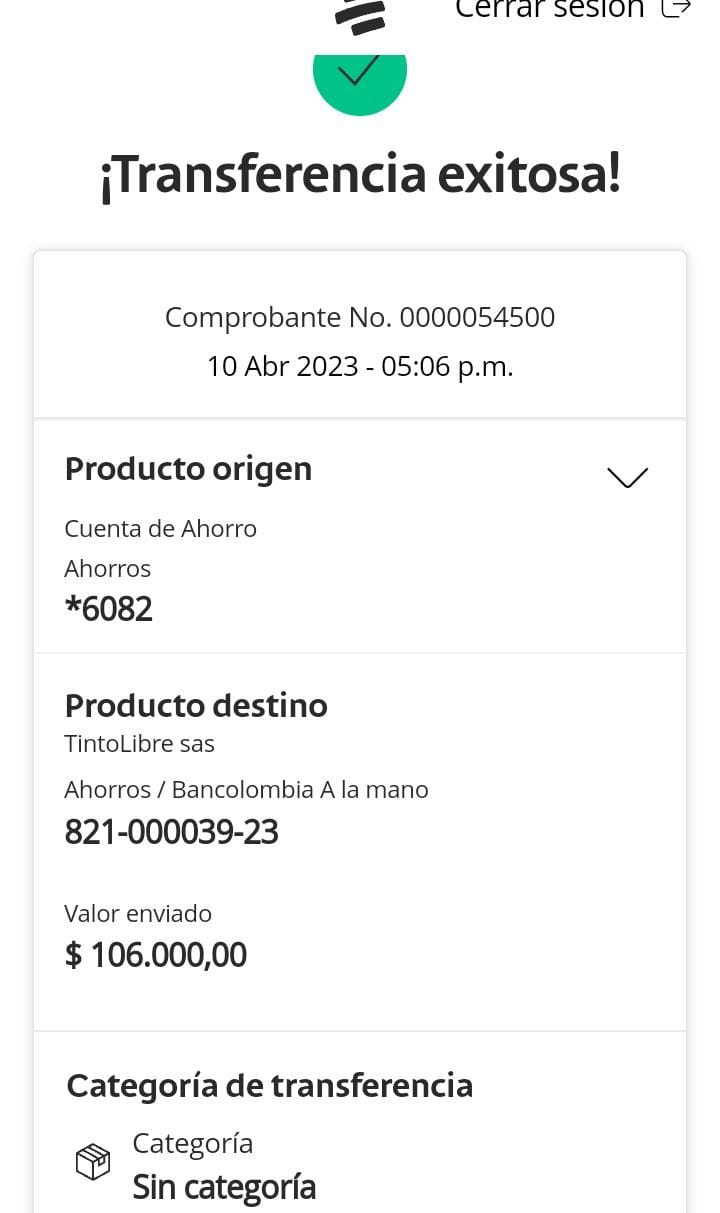 Cerrar sesión
¡Transferencia exitosa!
Comprobante No. 0000054500
10 Abr 2023 - 05:06 p.m.
Producto origen
Cuenta de Ahorro
Ahorros
*6082
Producto destino
TintoLibre sas
Ahorros / Bancolombia A la mano
821-000039-23
Valor enviado
$ 106.000,00
Categoría de transferencia
Categoría
Sin categoría